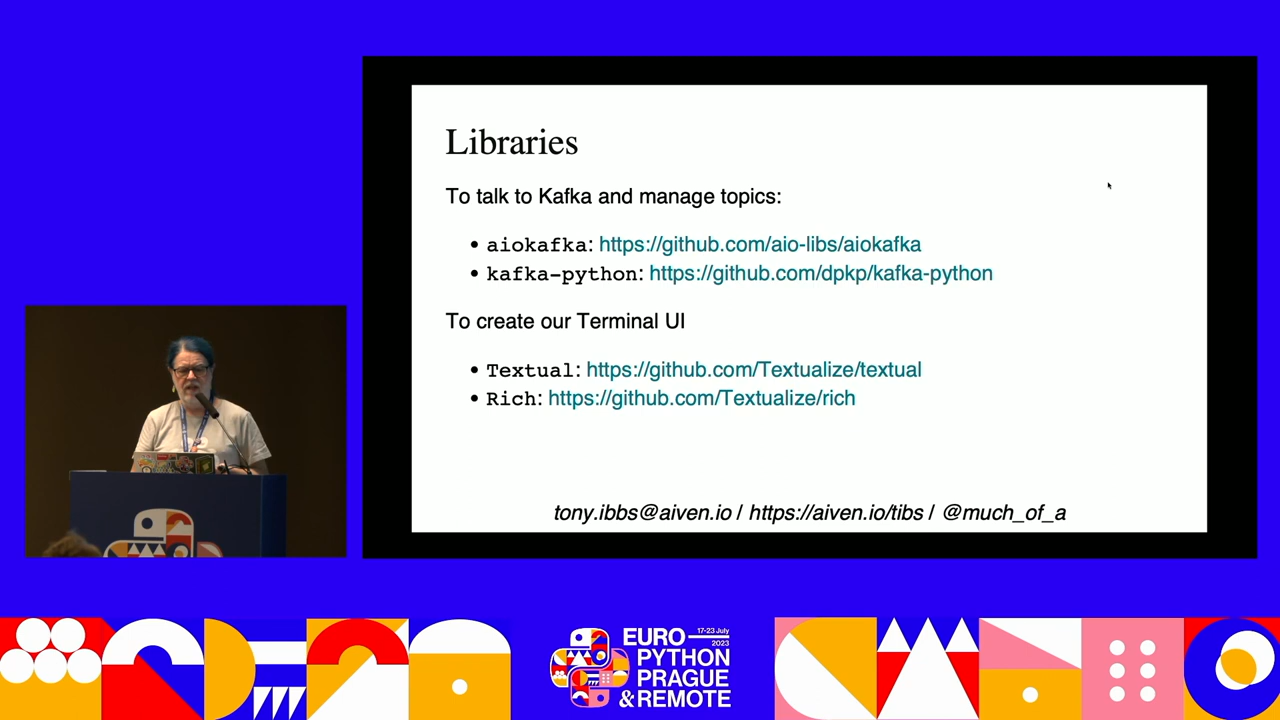 Libraries
To talk to Kafka and manage topics:
• aiokafka: https://github.com/aio-libs/aiokafka
• kafka-python: https://github.com/dpkp/kafka-python
To create our Terminal UI
• Textual: https://github.com/Textualize/textual
• Rich: https://github.com/Textualize/rich
tony.ibbs@aiven.io / https://aiven.io/tibs / @much_of_a
EURO 17-23 July 2023
PYTHON
PRAGUE
& REMOTE